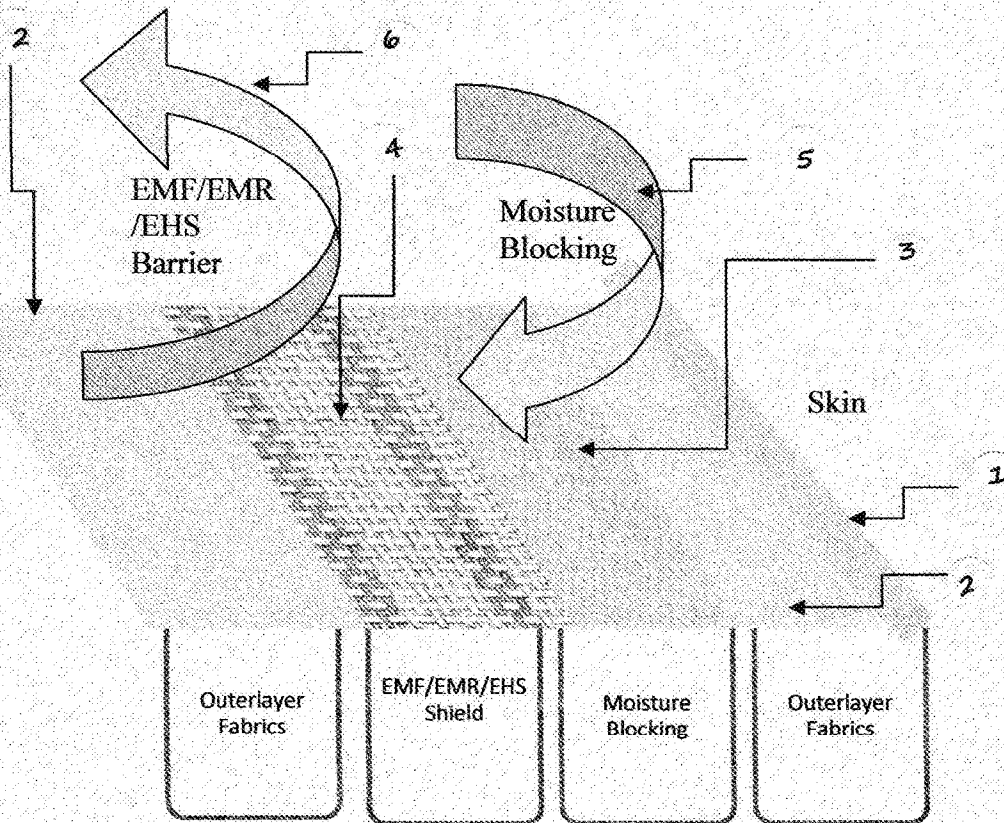 2
6
4
5
EMF/EMR
/EHS
Barrier
Moisture
Blocking
3
Skin
1
2
Outerlayer
Fabrics
EMF/EMR/EHS
Shield
Moisture
Blocking
Outerlayer
Fabrics